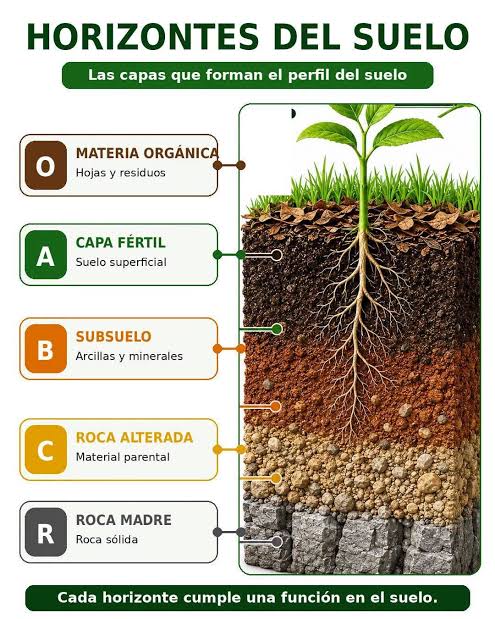 HORIZONTES DEL SUELO
Las capas que forman el perfil del suelo
O
MATERIA ORGÁNICA
Hojas y residuos
A
CAPA FÉRTIL
Suelo superficial
B
SUBSUELO
Arcillas y minerales
C
ROCA ALTERADA
Material parental
R
ROCA MADRE
Roca sólida
Cada horizonte cumple una función en el suelo.